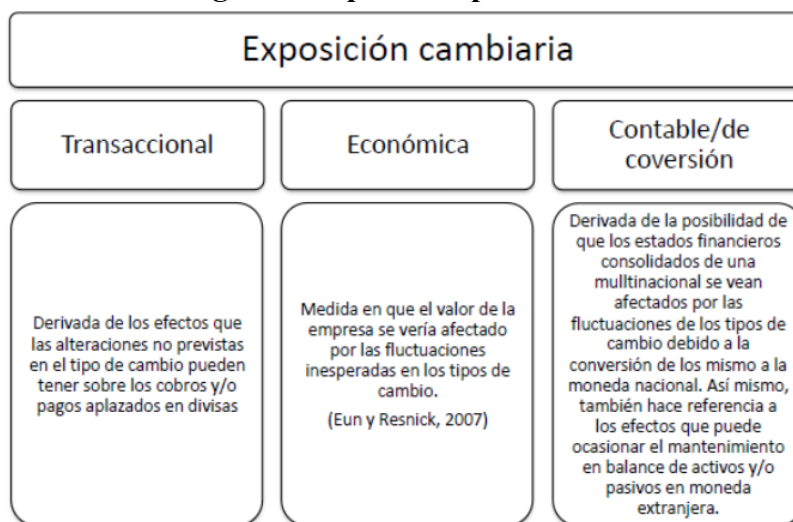 Exposición cambiaria
Transaccional
Económica
Contable/de
coversión
Derivada de los efectos que
las alteraciones no previstas
en el tipo de cambio pueden
tener sobre los cobros y/o
pagos aplazados en divisas
Medida en que el valor de la
empresa se vería afectado
por las fluctuaciones
inesperadas en los tipos de
cambio.
(Eun y Resnick, 2007)
Derivada de la posibilidad de
que los estados financieros
consolidados de una
mulltinacional se vean
afectados por las
fluctuaciones de los tipos de
cambio debido a la
conversión de los mismo a la
moneda nacional. Así mismo,
también hace referencia a
los efectos que puede
ocasionar el mantenimiento
en balance de activos y/o
pasivos en moneda
extranjera.